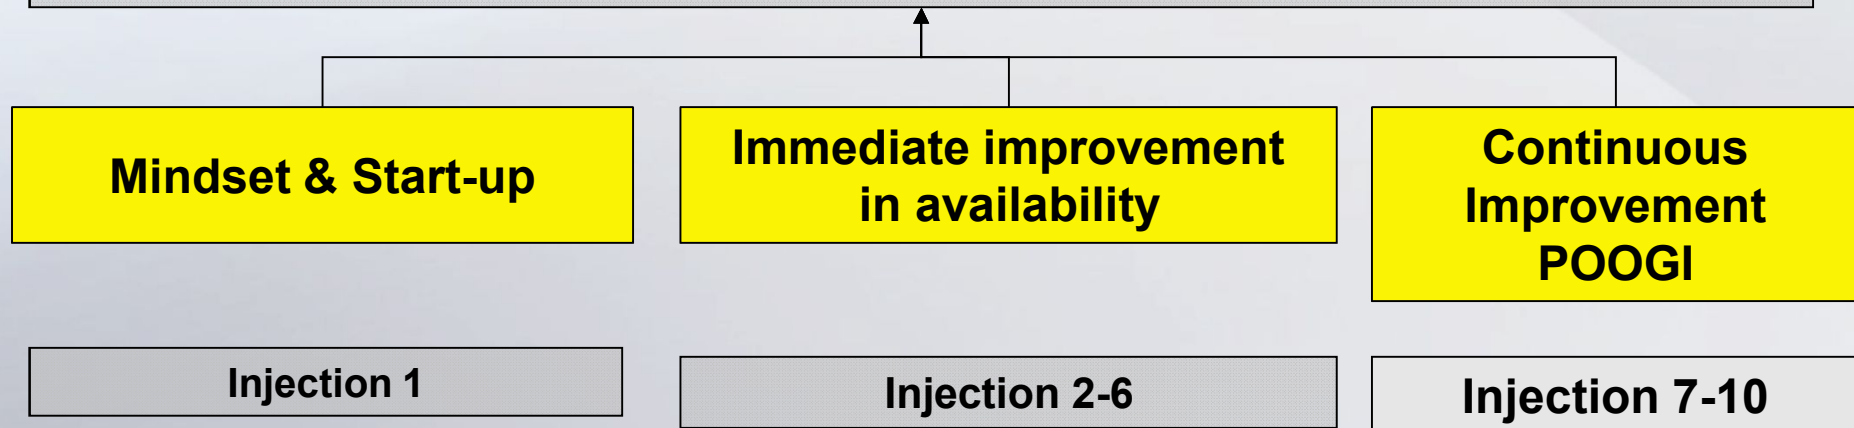 Mindset & Start-up
Immediate improvement
in availability
Continuous
Improvement
POOGI
Injection 1
Injection 2-6
Injection 7-10